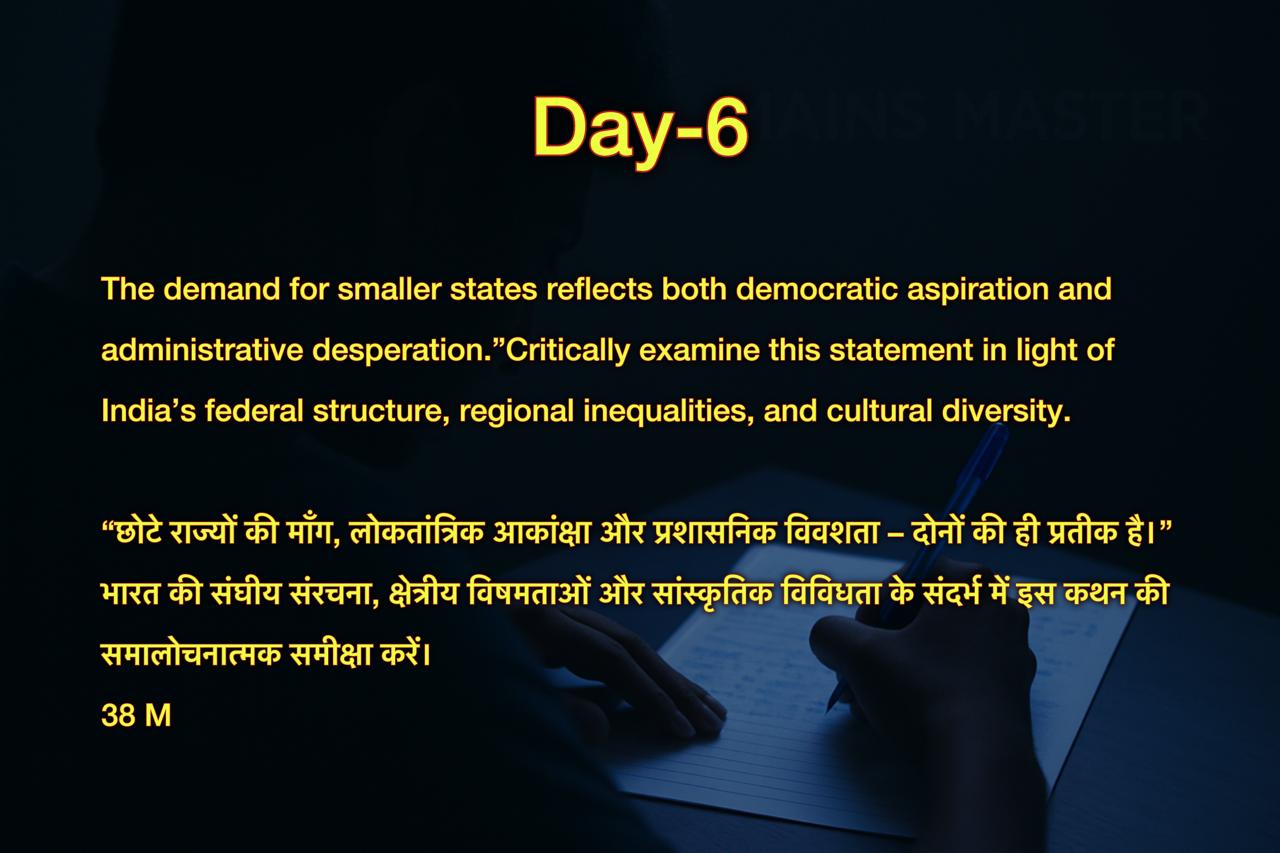 Day-6
MAINS MASTER
The demand for smaller states reflects both democratic aspiration and
administrative desperation.”Critically examine this statement in light of
India’s federal structure, regional inequalities, and cultural diversity.
“छोटे राज्यों की माँग, लोकतांत्रिक आकांक्षा और प्रशासनिक विवशता – दोनों की ही प्रतीक है।”
भारत की संघीय संरचना, क्षेत्रीय विषमताओं और सांस्कृतिक विविधता के संदर्भ में इस कथन की
समालोचनात्मक समीक्षा करें।
38 M